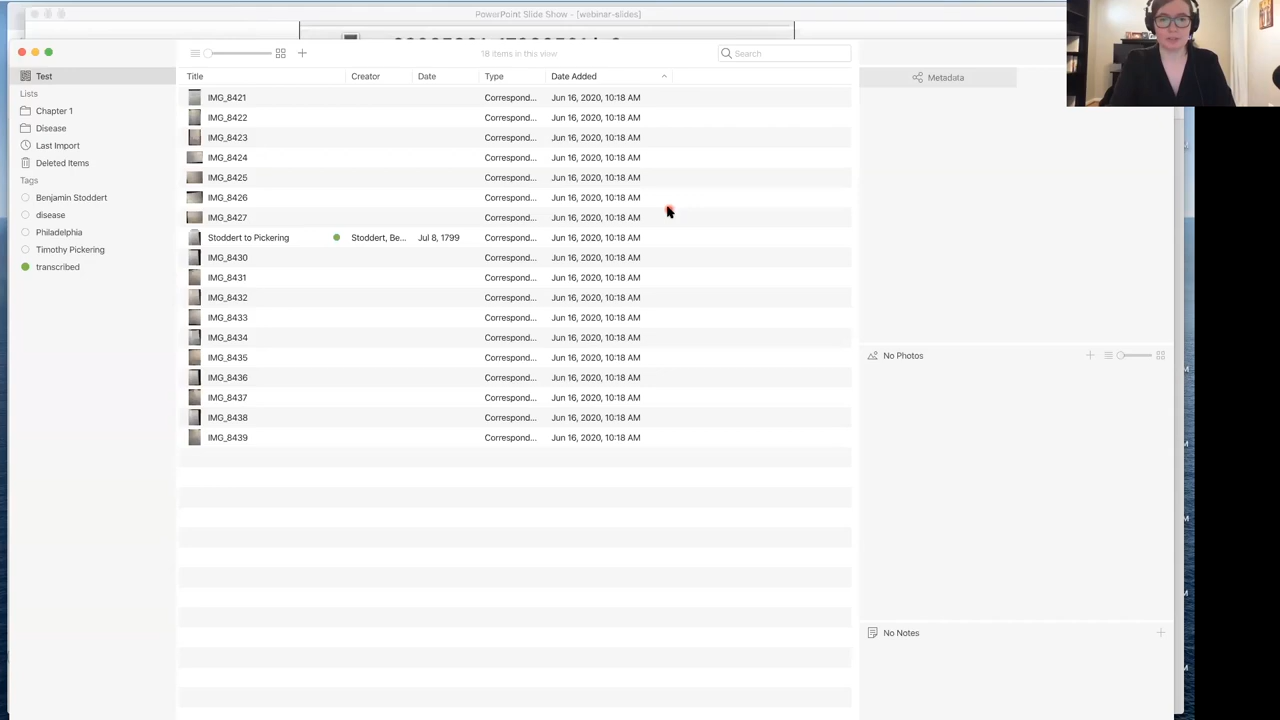 PowerPoint Slide Show - [webinar-slides]
18 items in this view
Search
Test
Lists
Chapter 1
Disease
Last Import
Deleted Items
Tags
Benjamin Stoddert
disease
Philadelphia
Timothy Pickering
transcribed
Title Creator Date Type Date Added
IMG_8421 Correspond... Jun 16, 2020, 10:18 AM
IMG_8422 Correspond... Jun 16, 2020, 10:18 AM
IMG_8423 Correspond... Jun 16, 2020, 10:18 AM
IMG_8424 Correspond... Jun 16, 2020, 10:18 AM
IMG_8425 Correspond... Jun 16, 2020, 10:18 AM
IMG_8426 Correspond... Jun 16, 2020, 10:18 AM
IMG_8427 Correspond... Jun 16, 2020, 10:18 AM
Stoddert to Pickering Stoddert, Be... Jul 8, 1799 Correspond... Jun 16, 2020, 10:18 AM
IMG_8430 Correspond... Jun 16, 2020, 10:18 AM
IMG_8431 Correspond... Jun 16, 2020, 10:18 AM
IMG_8432 Correspond... Jun 16, 2020, 10:18 AM
IMG_8433 Correspond... Jun 16, 2020, 10:18 AM
IMG_8434 Correspond... Jun 16, 2020, 10:18 AM
IMG_8435 Correspond... Jun 16, 2020, 10:18 AM
IMG_8436 Correspond... Jun 16, 2020, 10:18 AM
IMG_8437 Correspond... Jun 16, 2020, 10:18 AM
IMG_8438 Correspond... Jun 16, 2020, 10:18 AM
IMG_8439 Correspond... Jun 16, 2020, 10:18 AM
Metadata
No Photos
No Notes